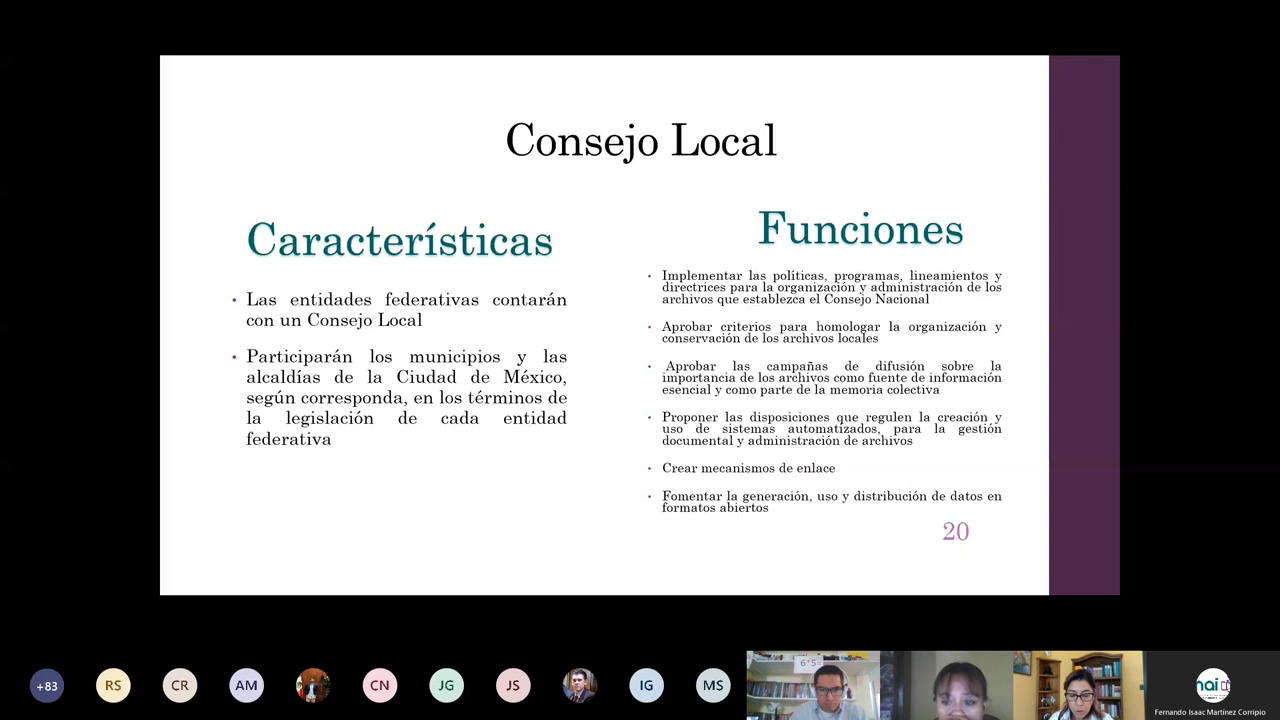 Consejo Local
Características
• Las entidades federativas contarán
con un Consejo Local
• Participarán los municipios y las
alcaldías de la Ciudad de México,
según corresponda, en los términos de
la legislación de cada entidad
federativa
Funciones
• Implementar las políticas, programas, lineamientos y
directrices para la organización y administración de los
archivos que establezca el Consejo Nacional
• Aprobar criterios para homologar la organización y
conservación de los archivos locales
• Aprobar las campañas de difusión sobre la
importancia de los archivos como fuente de información
esencial y como parte de la memoria colectiva
• Proponer las disposiciones que regulen la creación y
uso de sistemas automatizados, para la gestión
documental y administración de archivos
• Crear mecanismos de enlace
• Fomentar la generación, uso y distribución de datos en
formatos abiertos
20
+83
RS
CR
AM
CN
JG
JS
IG
MS
nai
Fernando Isaac Martínez Corripio